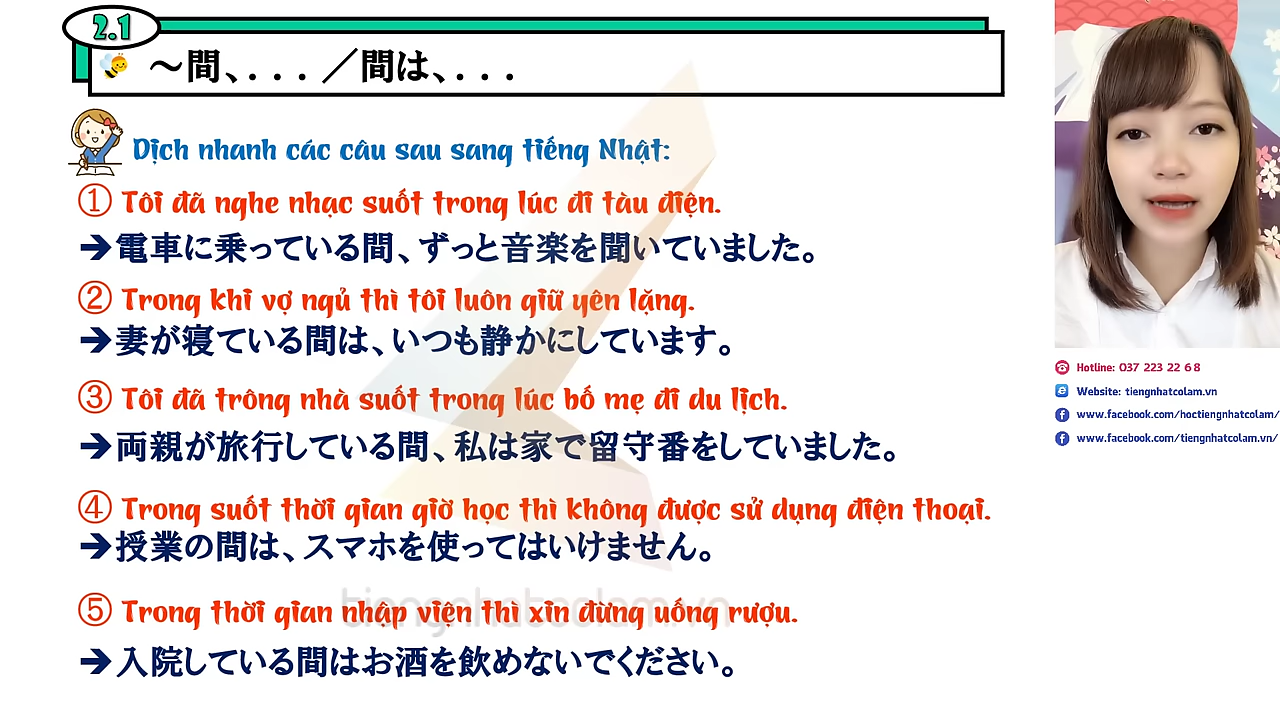 2.1
～間、．．．／間は、．．．
Dịch nhanh các câu sau sang tiếng Nhật:
① Tôi đã nghe nhạc suốt trong lúc đi tàu điện.
➔電車に乗っている間、ずっと音楽を聞いていました。
② Trong khi vợ ngủ thì tôi luôn giữ yên lặng.
➔妻が寝ている間は、いつも静かにしています。
③ Tôi đã trông nhà suốt trong lúc bố mẹ đi du lịch.
➔両親が旅行している間、私は家で留守番をしていました。
④ Trong suốt thời gian giờ học thì không được sử dụng điện thoại.
➔授業の間は、スマホを使ってはいけません。
⑤ Trong thời gian nhập viện thì xin đừng uống rượu.
➔入院している間はお酒を飲めないでください。
tiengnhatcolam.vn
Hotline: 037 223 22 68
Website: tiengnhatcolam.vn
www.facebook.com/hoctiengnhatcolam/
www.facebook.com/tiengnhatcolam.vn/